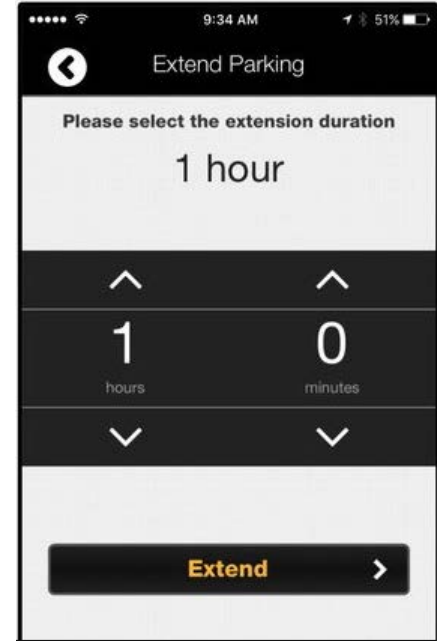 9:34 AM 51%
Extend Parking
Please select the extension duration
1 hour
1 0
hours minutes
Extend